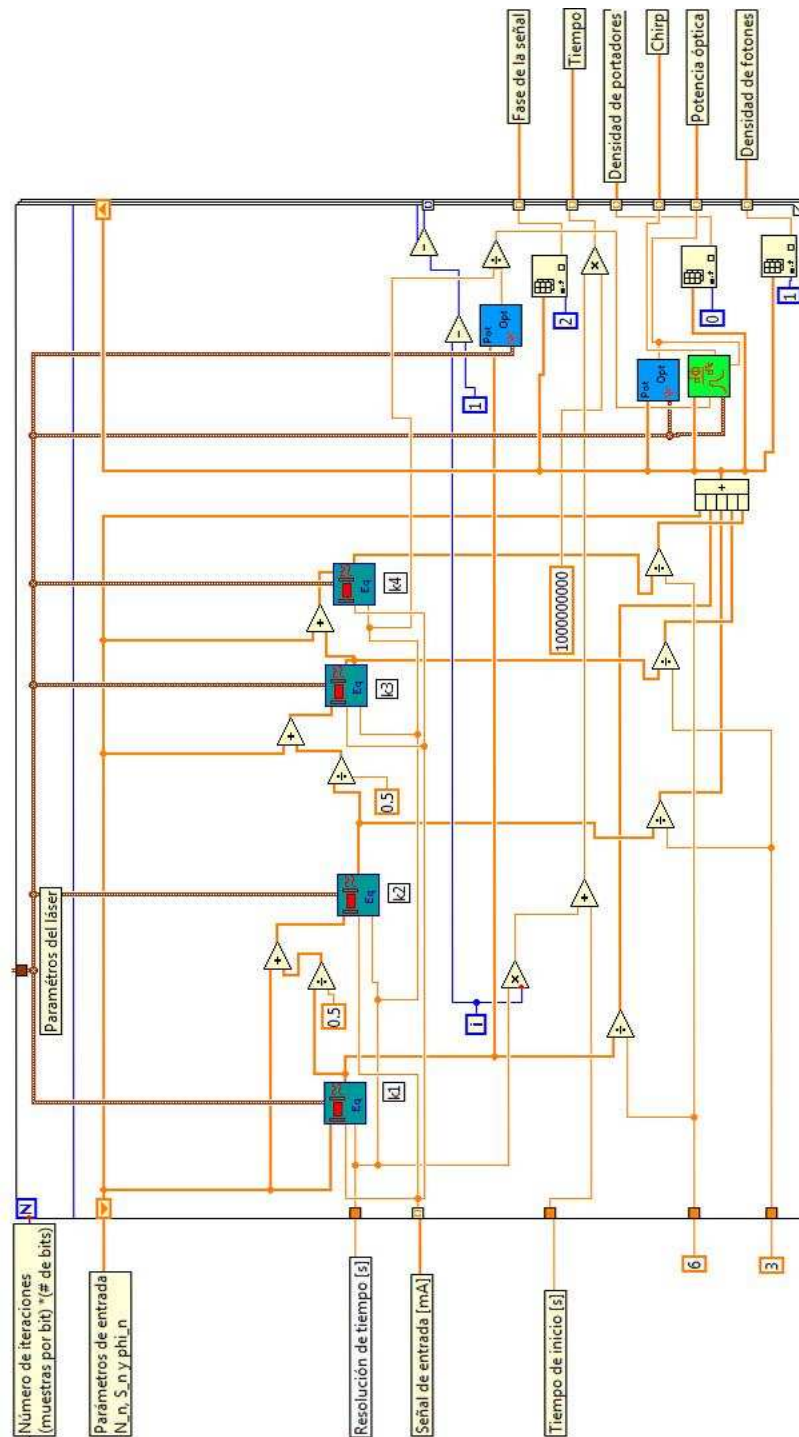 Número de iteraciones
(muestras por bit) *(# de bits)
N
Parámetros de entrada
N_n, S_n y phi_n
Resolución de tiempo [s]
Señal de entrada [mA]
Tiempo de inicio [s]
6
3
Paramétros del láser
Eq
k1
0.5
Eq
k2
i
0.5
Eq
k3
Eq
k4
1000000000
1
Pot
Opt
2
Pot
Opt
0
1
Fase de la señal
Tiempo
Densidad de portadores
Chirp
Potencia óptica
Densidad de fotones